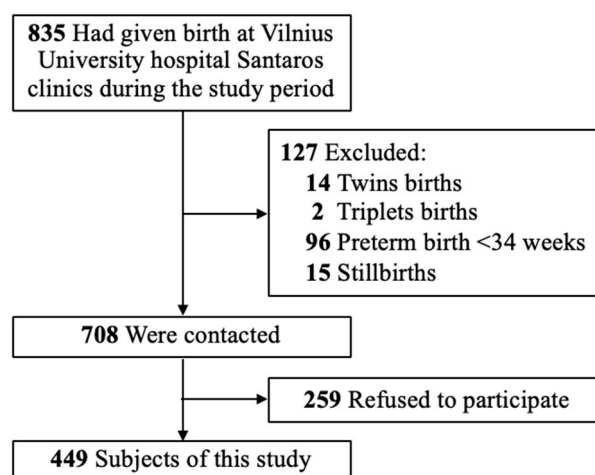 835 Had given birth at Vilnius
University hospital Santaros
clinics during the study period
127 Excluded:
14 Twins births
2 Triplets births
96 Preterm birth <34 weeks
15 Stillbirths
708 Were contacted
259 Refused to participate
449 Subjects of this study